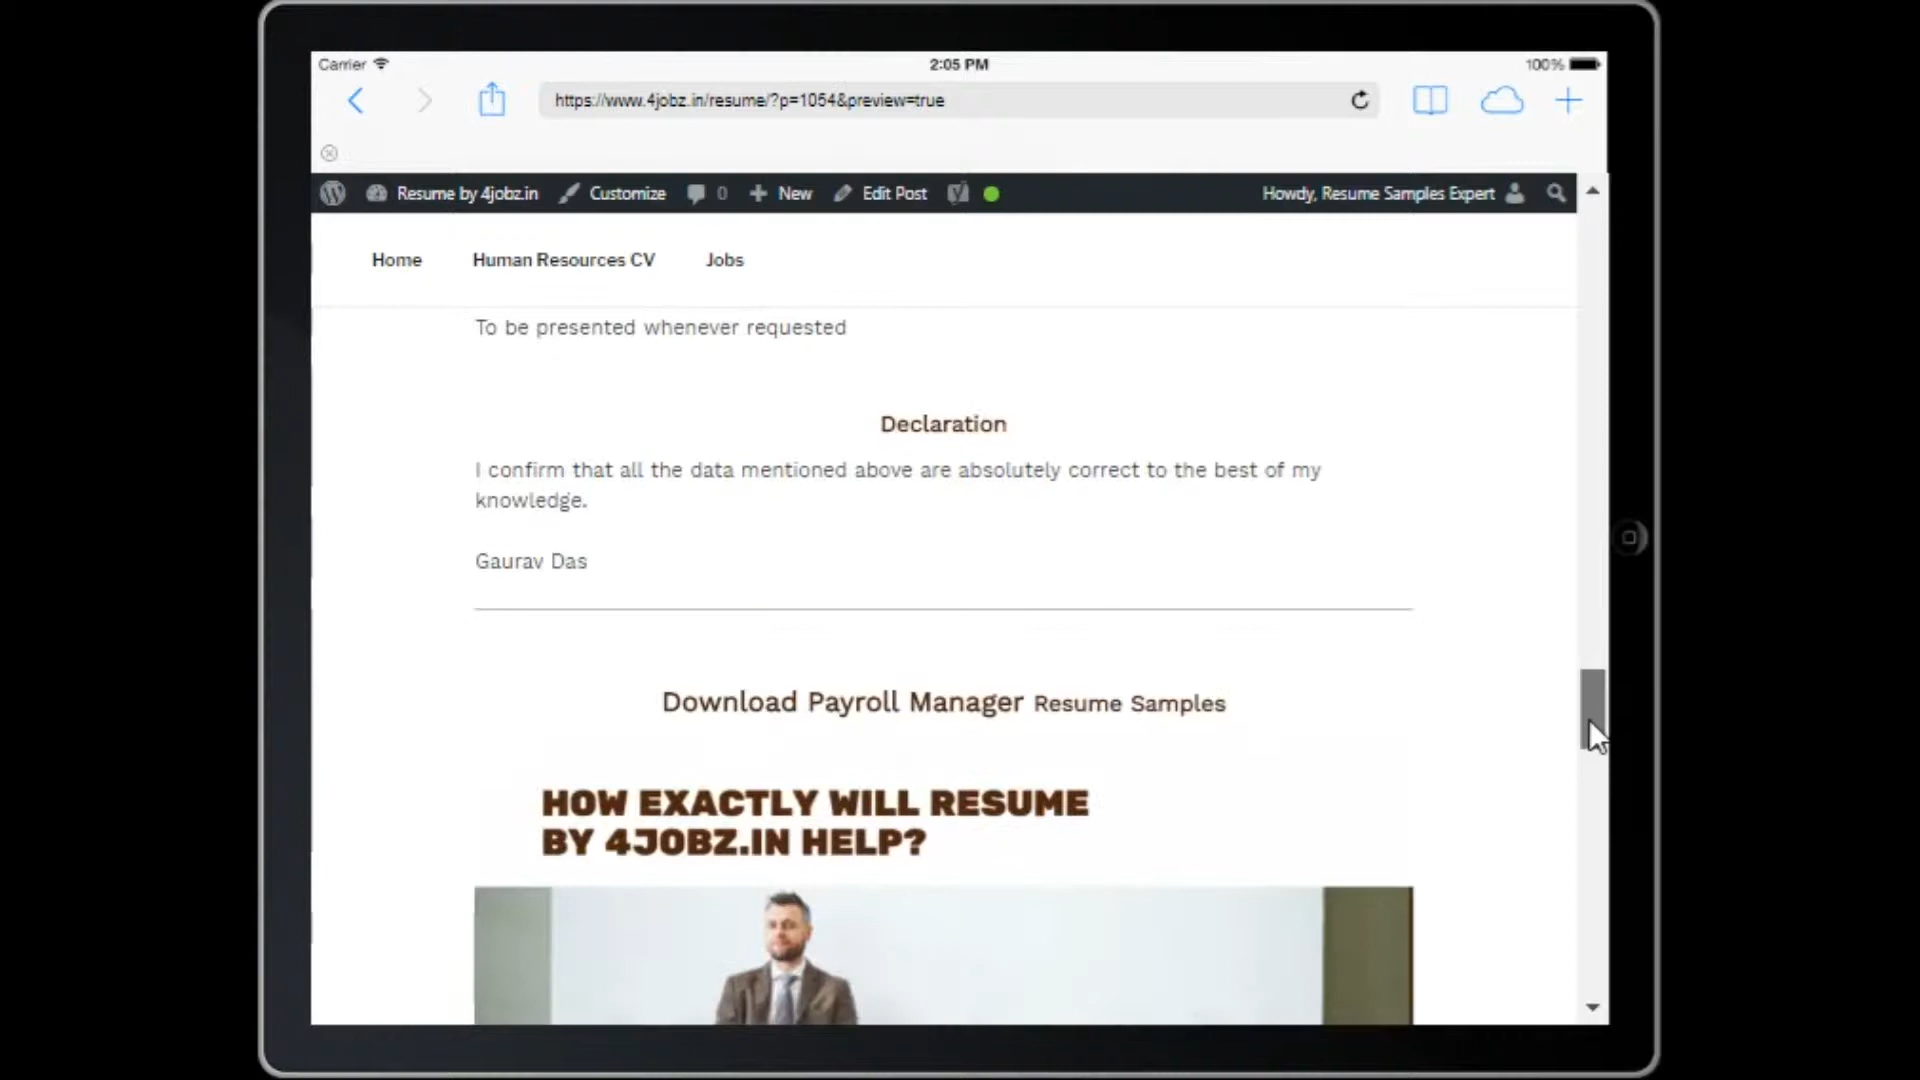 Carrier
2:05 PM
100%
https://www.4jobz.in/resume/?p=1054&preview=true
Resume by 4jobz.in
Customize
0
New
Edit Post
Howdy, Resume Samples Expert
Home
Human Resources CV
Jobs
To be presented whenever requested
Declaration
I confirm that all the data mentioned above are absolutely correct to the best of my
knowledge.
Gaurav Das
Download Payroll Manager Resume Samples
HOW EXACTLY WILL RESUME
BY 4JOBZ.IN HELP?